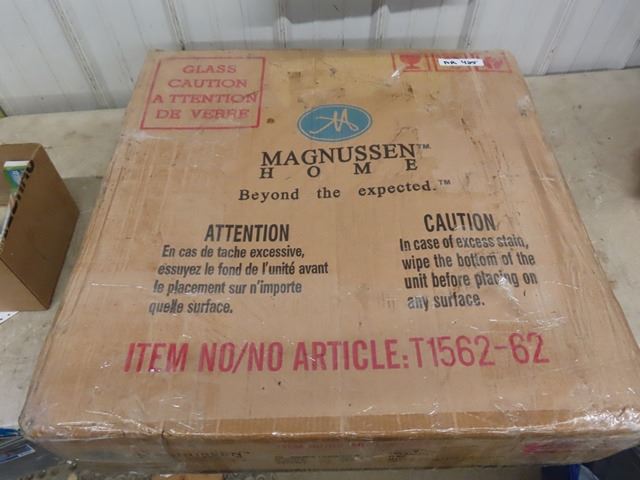 GLASS
CAUTION
ATTENTION
DE VERRE
MAGNUSSEN™
HOME
Beyond the expected.™
ATTENTION
En cas de tache excessive,
essuyez le fond de l'unité avant
le placement sur n'importe
quelle surface.
CAUTION
In case of excess stain,
wipe the bottom of the
unit before placing on
any surface.
ITEM NO/NO ARTICLE:T1562-62